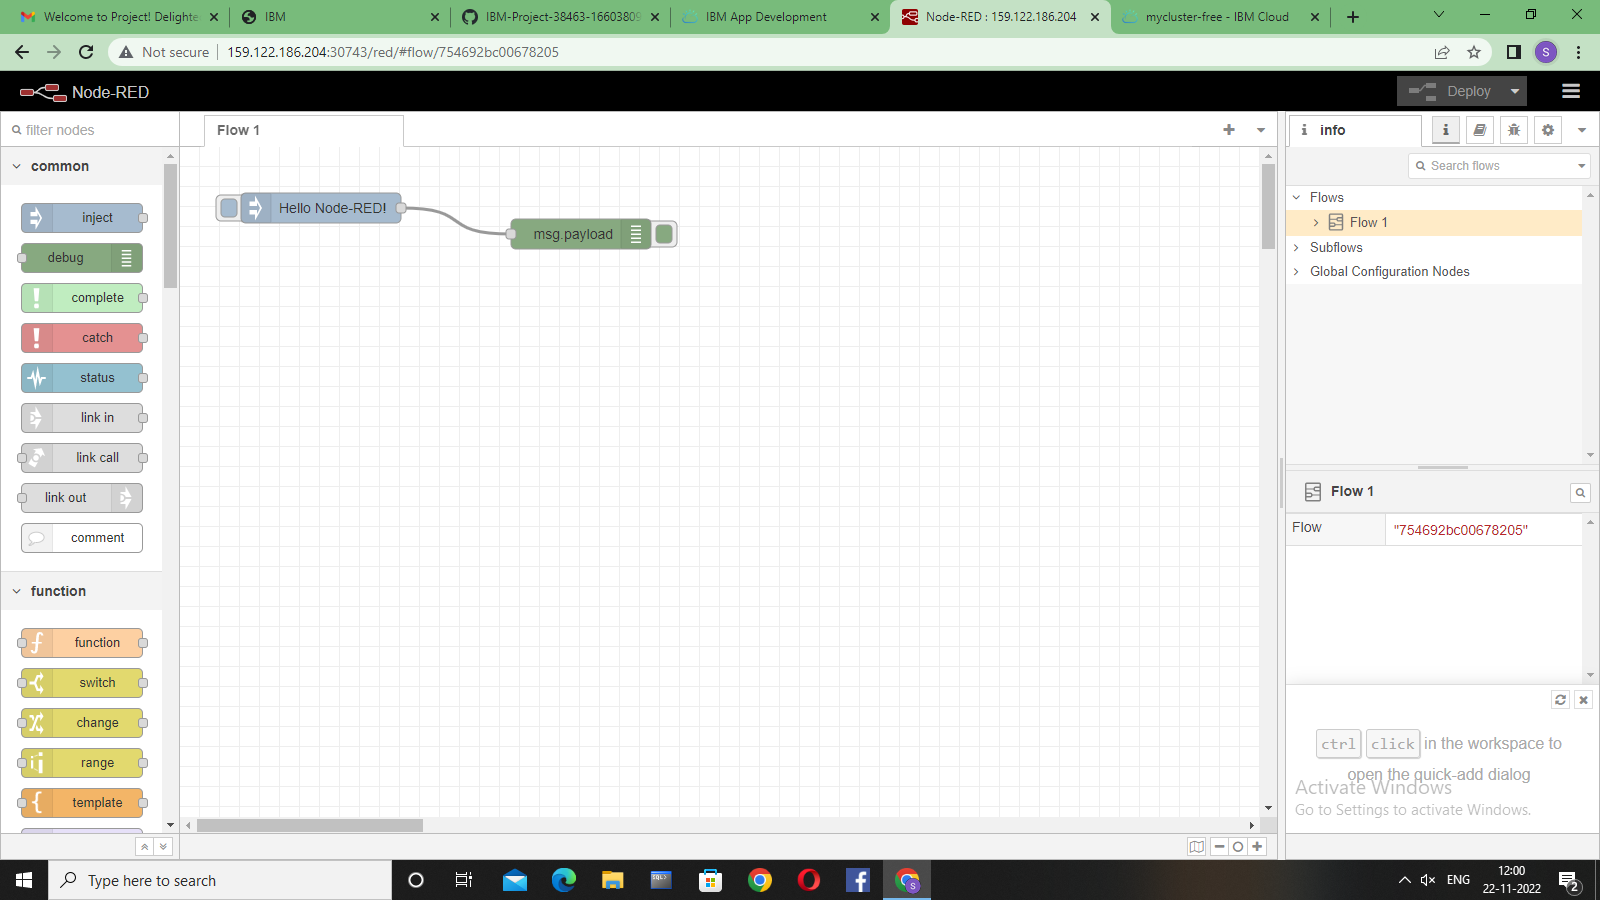 Welcome to Project! Delighte
IBM
IBM-Project-38463-16603809
IBM App Development
Node-RED : 159.122.186.204
mycluster-free - IBM Cloud
Not secure
159.122.186.204:30743/red/#flow/754692bc00678205
S
Node-RED
Deploy
filter nodes
Flow 1
info
common
Search flows
inject
debug
complete
catch
status
link in
link call
link out
comment
function
function
switch
change
range
template
Hello Node-RED!
msg.payload
Flows
Flow 1
Subflows
Global Configuration Nodes
Flow 1
Flow
"754692bc00678205"
ctrl click in the workspace to
open the quick-add dialog
Activate Windows
Go to Settings to activate Windows.
Type here to search
SQL>
S
ENG
12:00
22-11-2022
2